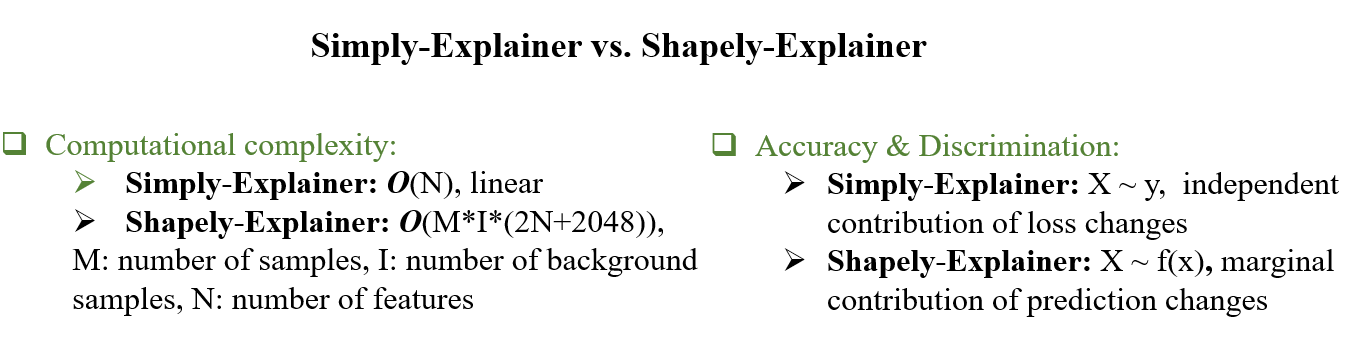 Simply-Explainer vs. Shapely-Explainer
Computational complexity:
Simply-Explainer: O(N), linear
Shapely-Explainer: O(M*I*(2N+2048)),
M: number of samples, I: number of background
samples, N: number of features
Accuracy & Discrimination:
Simply-Explainer: X ~ y, independent
contribution of loss changes
Shapely-Explainer: X ~ f(x), marginal
contribution of prediction changes